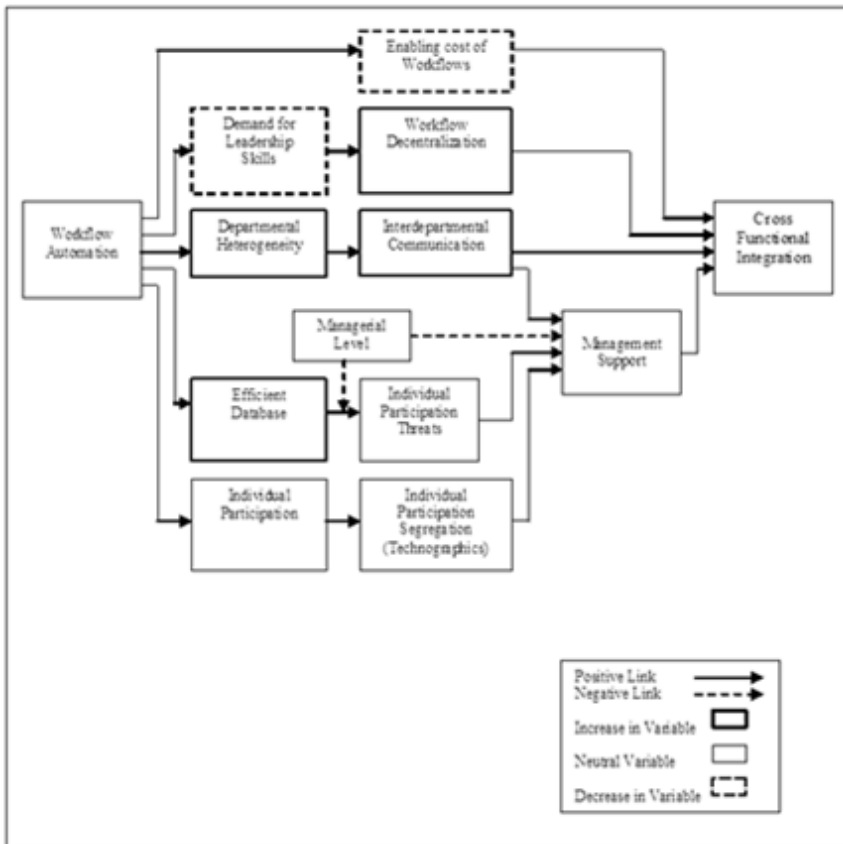 Enabling cost of
Workflows
Demand for
Leadership
Skills
Workflow
Decentralization
Workflow
Automation
Departmental
Heterogeneity
Interdepartmental
Communication
Cross
Functional
Integration
Managerial
Level
Management
Support
Efficient
Database
Individual
Participation
Threats
Individual
Participation
Individual
Participation
Segregation
(Technographics)
Positive Link
Negative Link
Increase in Variable
Neutral Variable
Decrease in Variable